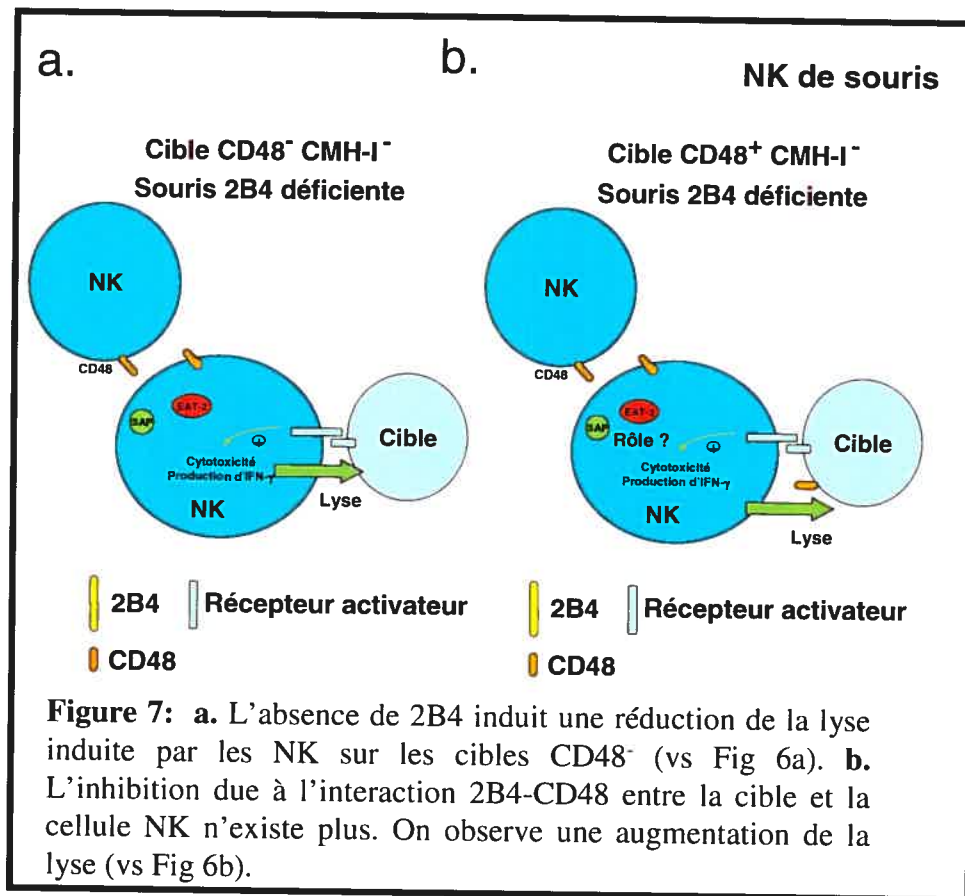 a.
b.
NK de souris
Cible CD48⁻ CMH-I⁻
Souris 2B4 déficiente
Cible CD48⁺ CMH-I⁻
Souris 2B4 déficiente
NK
CD48
SAP
EAT-2
Cible
Cytotoxicité
Production d'IFN-γ
Lyse
NK
NK
CD48
SAP
EAT-2
Rôle ?
Cible
Cytotoxicité
Production d'IFN-γ
NK
Lyse
2B4
Récepteur activateur
CD48
2B4
Récepteur activateur
CD48
Figure 7: a. L'absence de 2B4 induit une réduction de la lyse
induite par les NK sur les cibles CD48⁻ (vs Fig 6a). b.
L'inhibition due à l'interaction 2B4-CD48 entre la cible et la
cellule NK n'existe plus. On observe une augmentation de la
lyse (vs Fig 6b).